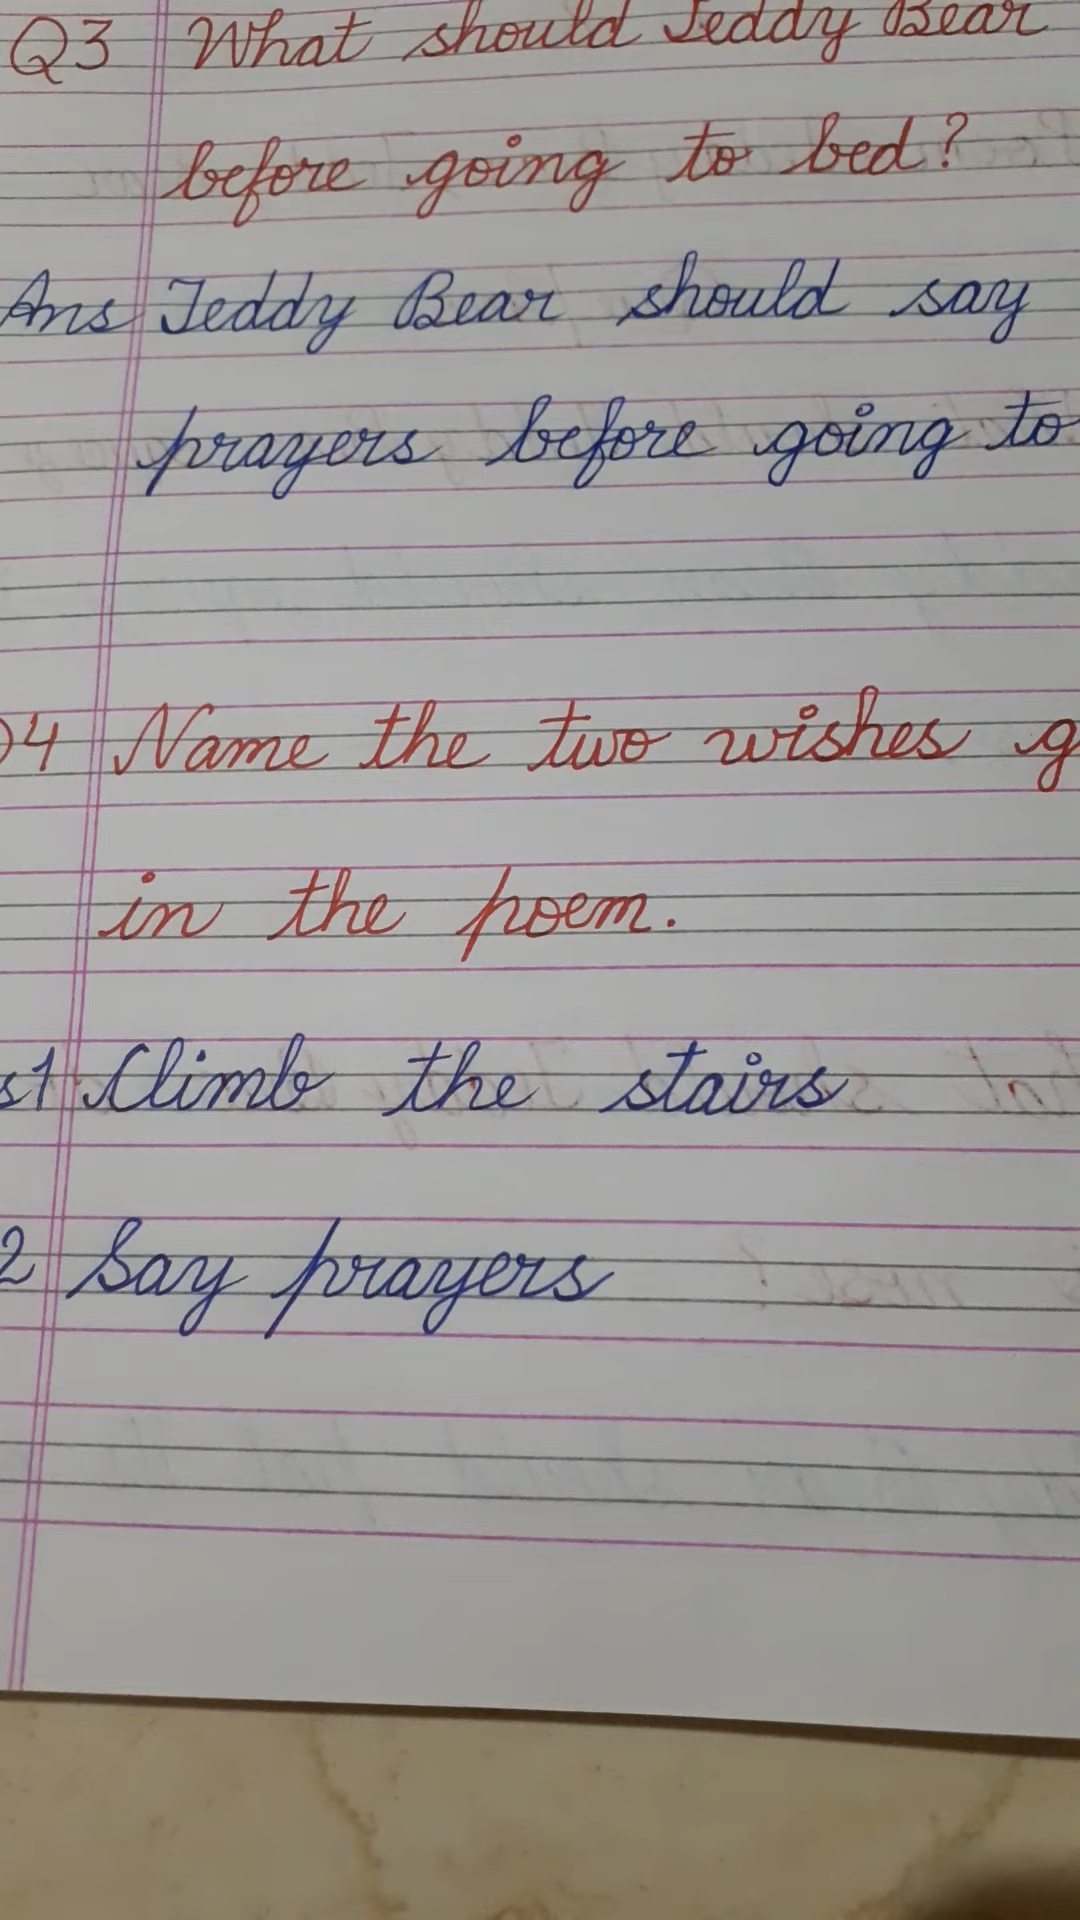 Q3 What should Teddy Bear
before going to bed?
Ans Teddy Bear should say
prayers before going to
4 Name the two wishes g
in the poem.
s1 Climb the stairs
2 Say prayers